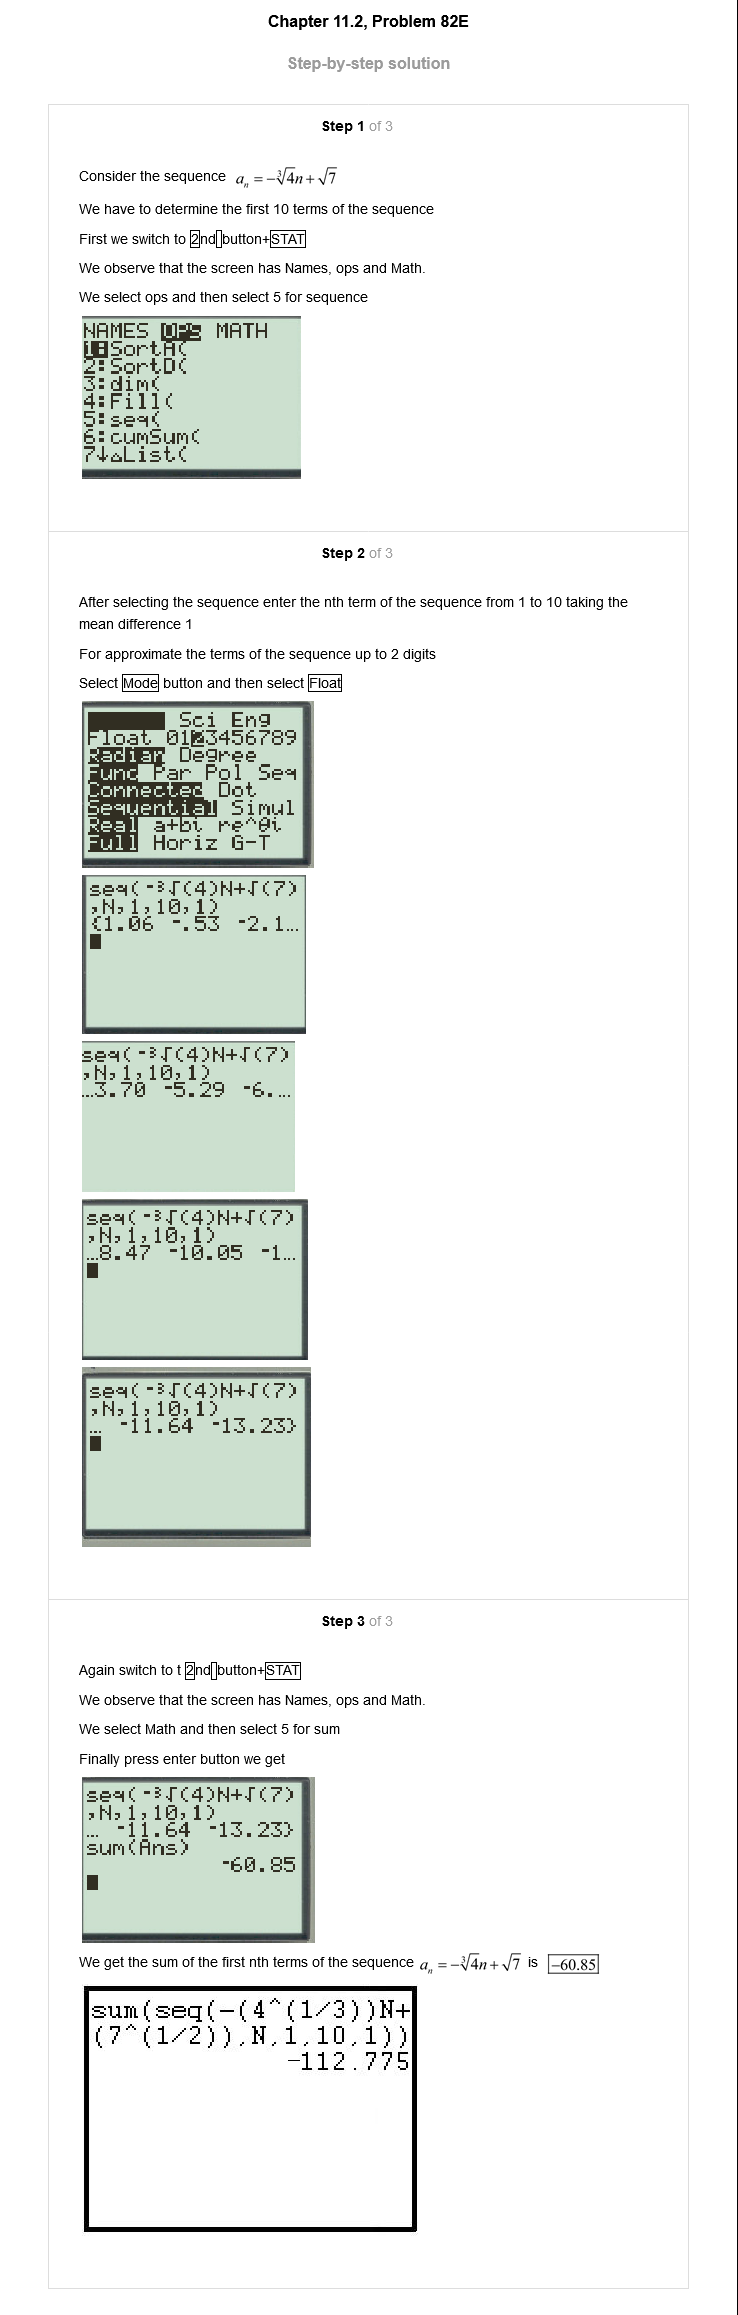 Chapter 11.2, Problem 82E
Step-by-step solution
Step 1 of 3
Consider the sequence aₙ = −∛4n + √7
We have to determine the first 10 terms of the sequence
First we switch to 2nd button+STAT
We observe that the screen has Names, ops and Math.
We select ops and then select 5 for sequence
NAMES OPS MATH
1:SortA(
2:SortD(
3:dim(
4:Fill(
5:seq(
6:cumSum(
7↓△List(
Step 2 of 3
After selecting the sequence enter the nth term of the sequence from 1 to 10 taking the
mean difference 1
For approximate the terms of the sequence up to 2 digits
Select Mode button and then select Float
Sci Eng
Float 0123456789
Radian Degree
Func Par Pol Seq
Connected Dot
Sequential Simul
Real a+bi re^θi
Full Horiz G-T
seq(-³√(4)N+√(7)
,N,1,10,1)
{1.06 -.53 -2.1…
seq(-³√(4)N+√(7)
,N,1,10,1)
…3.70 -5.29 -6.…
seq(-³√(4)N+√(7)
,N,1,10,1)
…8.47 -10.05 -1…
seq(-³√(4)N+√(7)
,N,1,10,1)
… -11.64 -13.23}
Step 3 of 3
Again switch to t 2nd button+STAT
We observe that the screen has Names, ops and Math.
We select Math and then select 5 for sum
Finally press enter button we get
seq(-³√(4)N+√(7)
,N,1,10,1)
… -11.64 -13.23}
sum(Ans)
-60.85
We get the sum of the first nth terms of the sequence aₙ = −∛4n + √7 is −60.85
sum(seq(-(4^(1/3))N+
(7^(1/2)),N,1,10,1))
-112.775